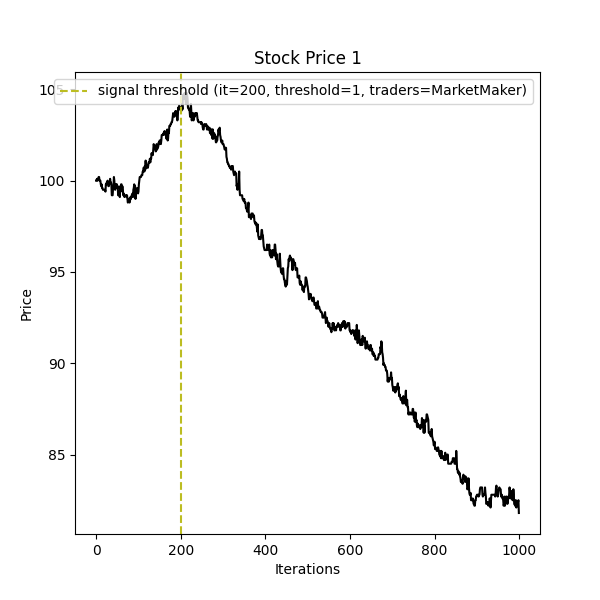 Stock Price 1
signal threshold (it=200, threshold=1, traders=MarketMaker)
105
100
95
90
85
Price
0 200 400 600 800 1000
Iterations